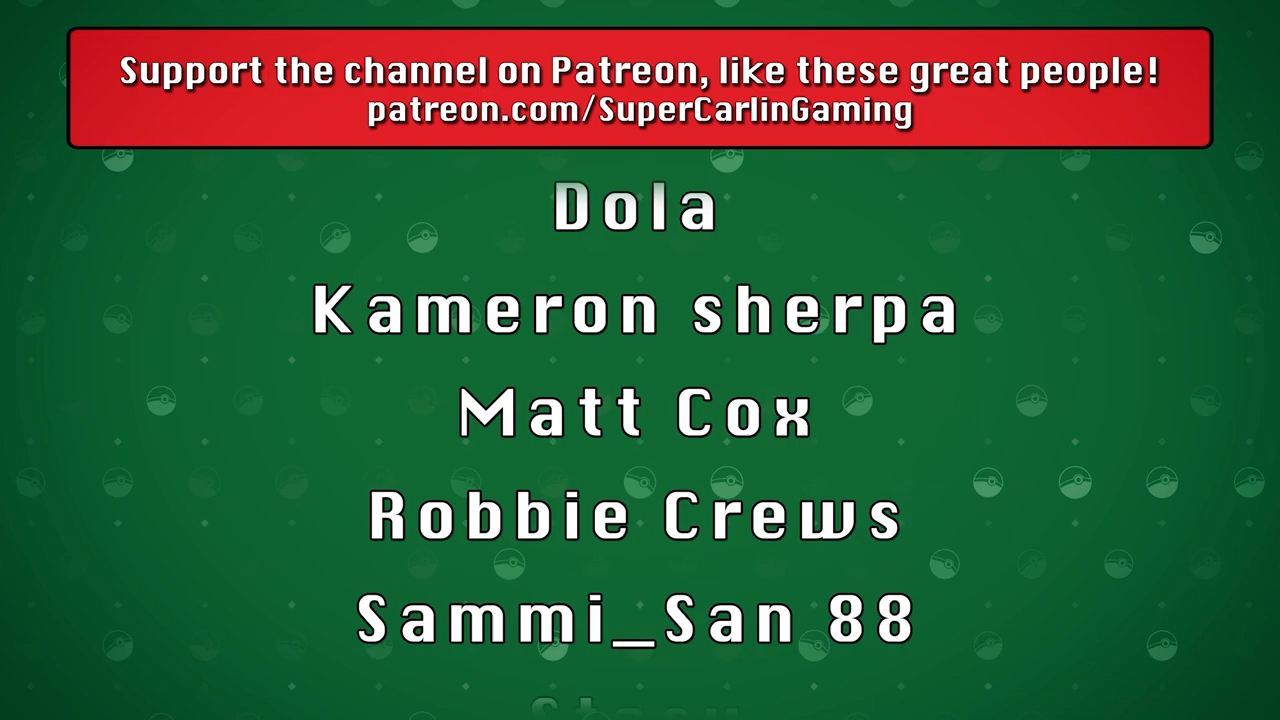 Support the channel on Patreon, like these great people!
patreon.com/SuperCarlinGaming
Dola
Kameron sherpa
Matt Cox
Robbie Crews
Sammi_San 88